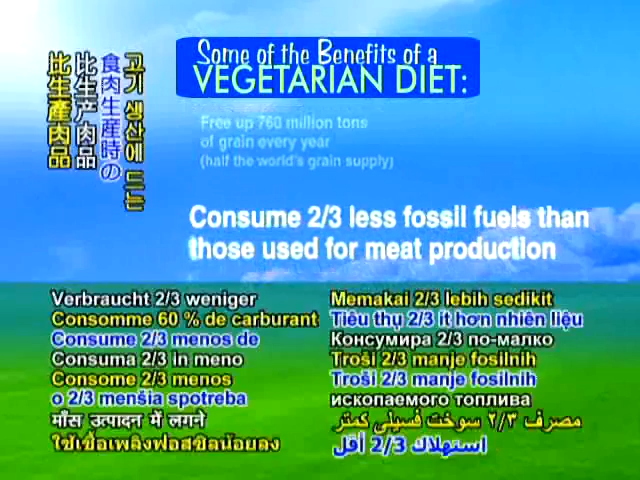 Some of the Benefits of a
VEGETARIAN DIET:
Free up 760 million tons
of grain every year
(half the world's grain supply)
Consume 2/3 less fossil fuels than
those used for meat production
고기 생산에 드는
食肉生産時の
比生产肉品
比生產肉品
Verbraucht 2/3 weniger
Consomme 60 % de carburant
Consume 2/3 menos de
Consuma 2/3 in meno
Consome 2/3 menos
o 2/3 menšia spotreba
माँस उत्पादन में लगने
ใช้เชื้อเพลิงฟอสซิลน้อยลง
Memakai 2/3 lebih sedikit
Tiêu thụ 2/3 ít hơn nhiên liệu
Консумира 2/3 по-малко
Troši 2/3 manje fosilnih
Troši 2/3 manje fosilnih
ископаемого топлива
مصرف ۲/۳ سوخت فسیلی کمتر
استهلاك 2/3 أقل